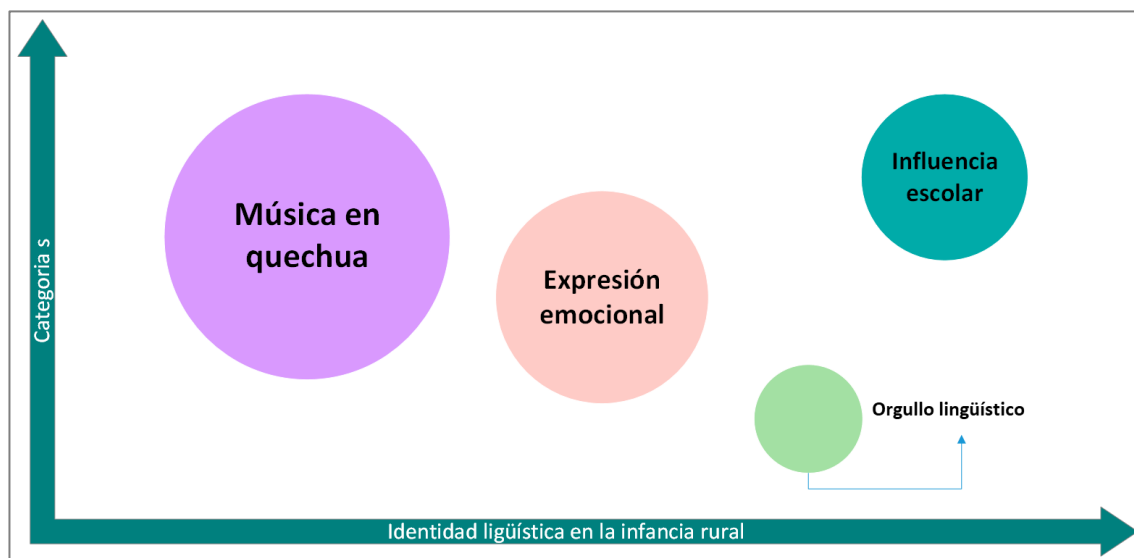 Categoria s
Música en
quechua
Expresión
emocional
Influencia
escolar
Orgullo lingüístico
Identidad ligüística en la infancia rural